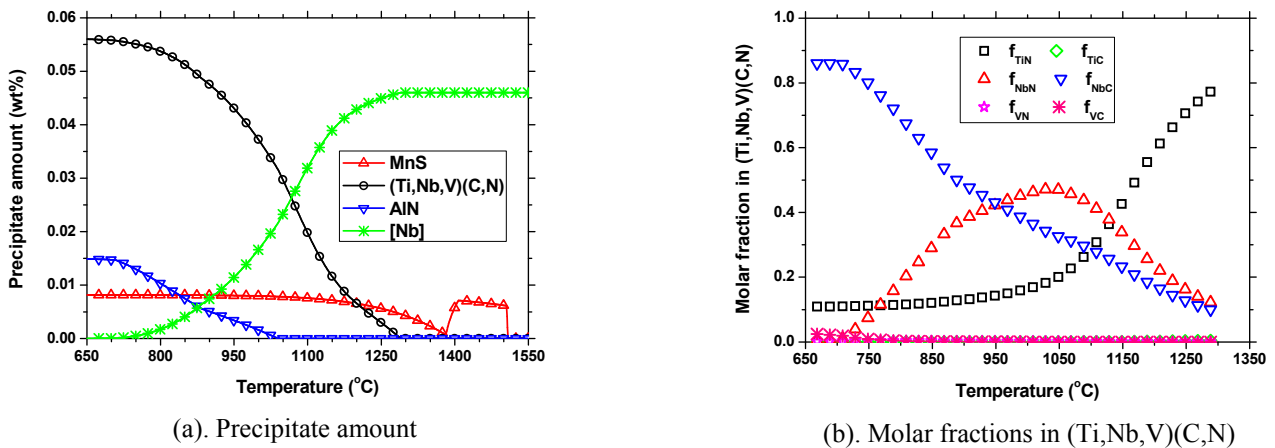 0.06
0.05
0.04
0.03
0.02
0.01
0.00
Precipitate amount (wt%)
MnS
(Ti,Nb,V)(C,N)
AlN
[Nb]
650 800 950 1100 1250 1400 1550
Temperature (°C)
(a). Precipitate amount
1.0
0.8
0.6
0.4
0.2
0.0
Molar fraction in (Ti,Nb,V)(C,N)
fTiN fTiC
fNbN fNbC
fVN fVC
650 750 850 950 1050 1150 1250 1350
Temperature (°C)
(b). Molar fractions in (Ti,Nb,V)(C,N)